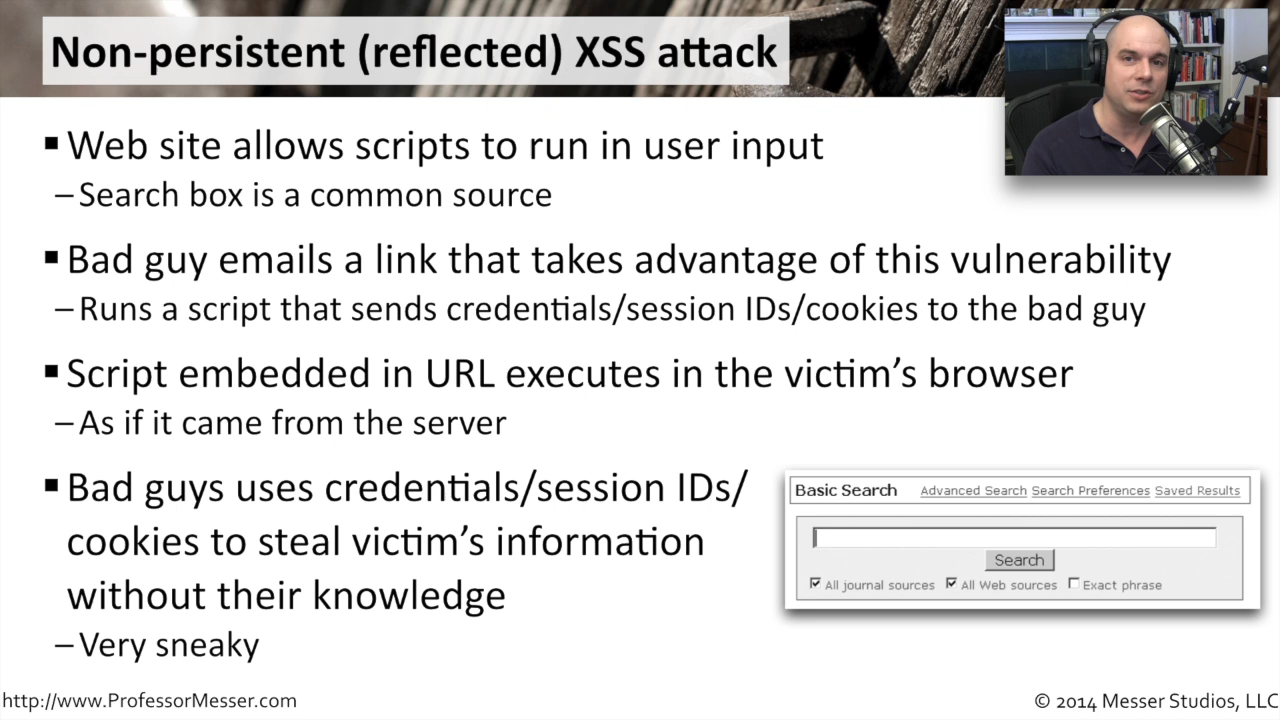 Non-persistent (reflected) XSS attack
▪ Web site allows scripts to run in user input
– Search box is a common source
▪ Bad guy emails a link that takes advantage of this vulnerability
– Runs a script that sends credentials/session IDs/cookies to the bad guy
▪ Script embedded in URL executes in the victim’s browser
– As if it came from the server
▪ Bad guys uses credentials/session IDs/
cookies to steal victim’s information
without their knowledge
– Very sneaky
Basic Search Advanced Search Search Preferences Saved Results
Search
All journal sources All Web sources Exact phrase
http://www.ProfessorMesser.com
© 2014 Messer Studios, LLC